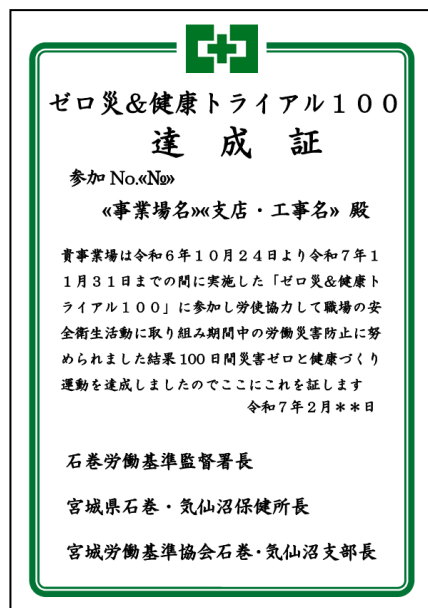 ゼロ災&健康トライアル100
達成証
参加 No.«№»
«事業場名»«支店・工事名» 殿
貴事業場は令和6年10月24日より令和7年1
1月31日までの間に実施した「ゼロ災&健康ト
ライアル100」に参加し労使協力して職場の安
全衛生活動に取り組み期間中の労働災害防止に努
められました結果100日間災害ゼロと健康づくり
運動を達成しましたのでここにこれを証します
令和7年2月**日
石巻労働基準監督署長
宮城県石巻・気仙沼保健所長
宮城労働基準協会石巻・気仙沼支部長